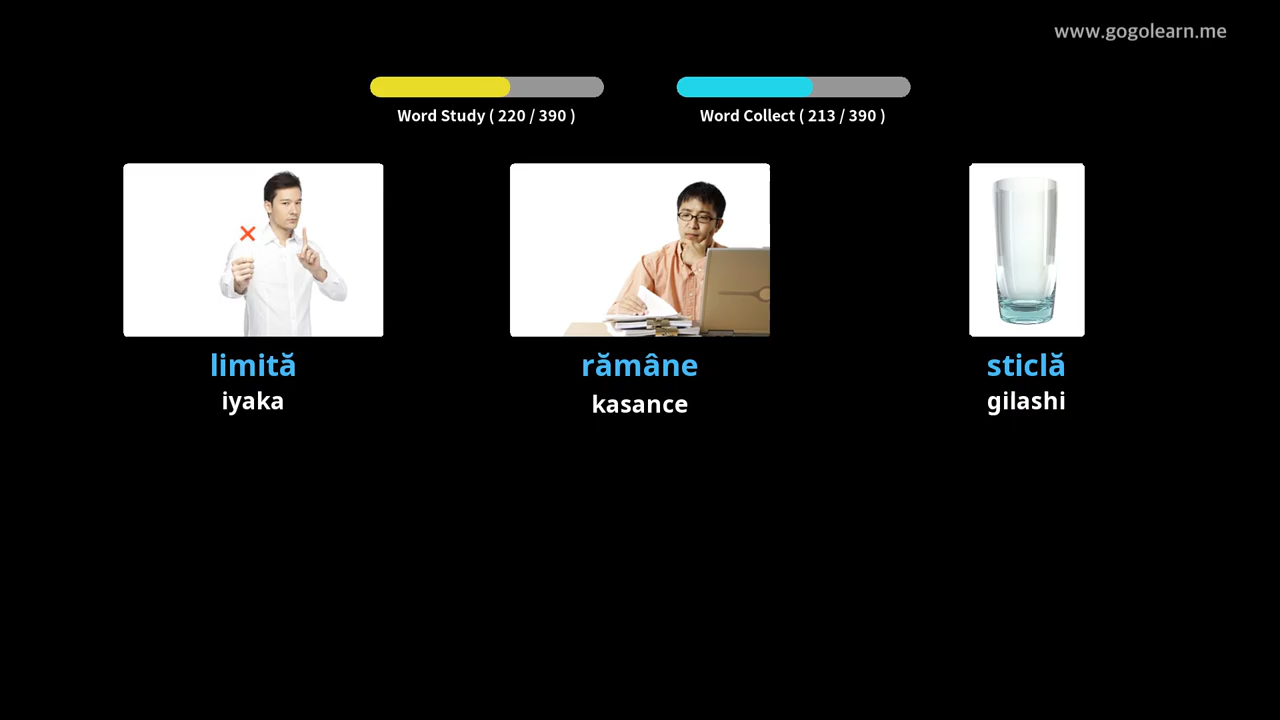 www.gogolearn.me
Word Study ( 220 / 390 )
Word Collect ( 213 / 390 )
limită
rămâne
sticlă
iyaka
kasance
gilashi